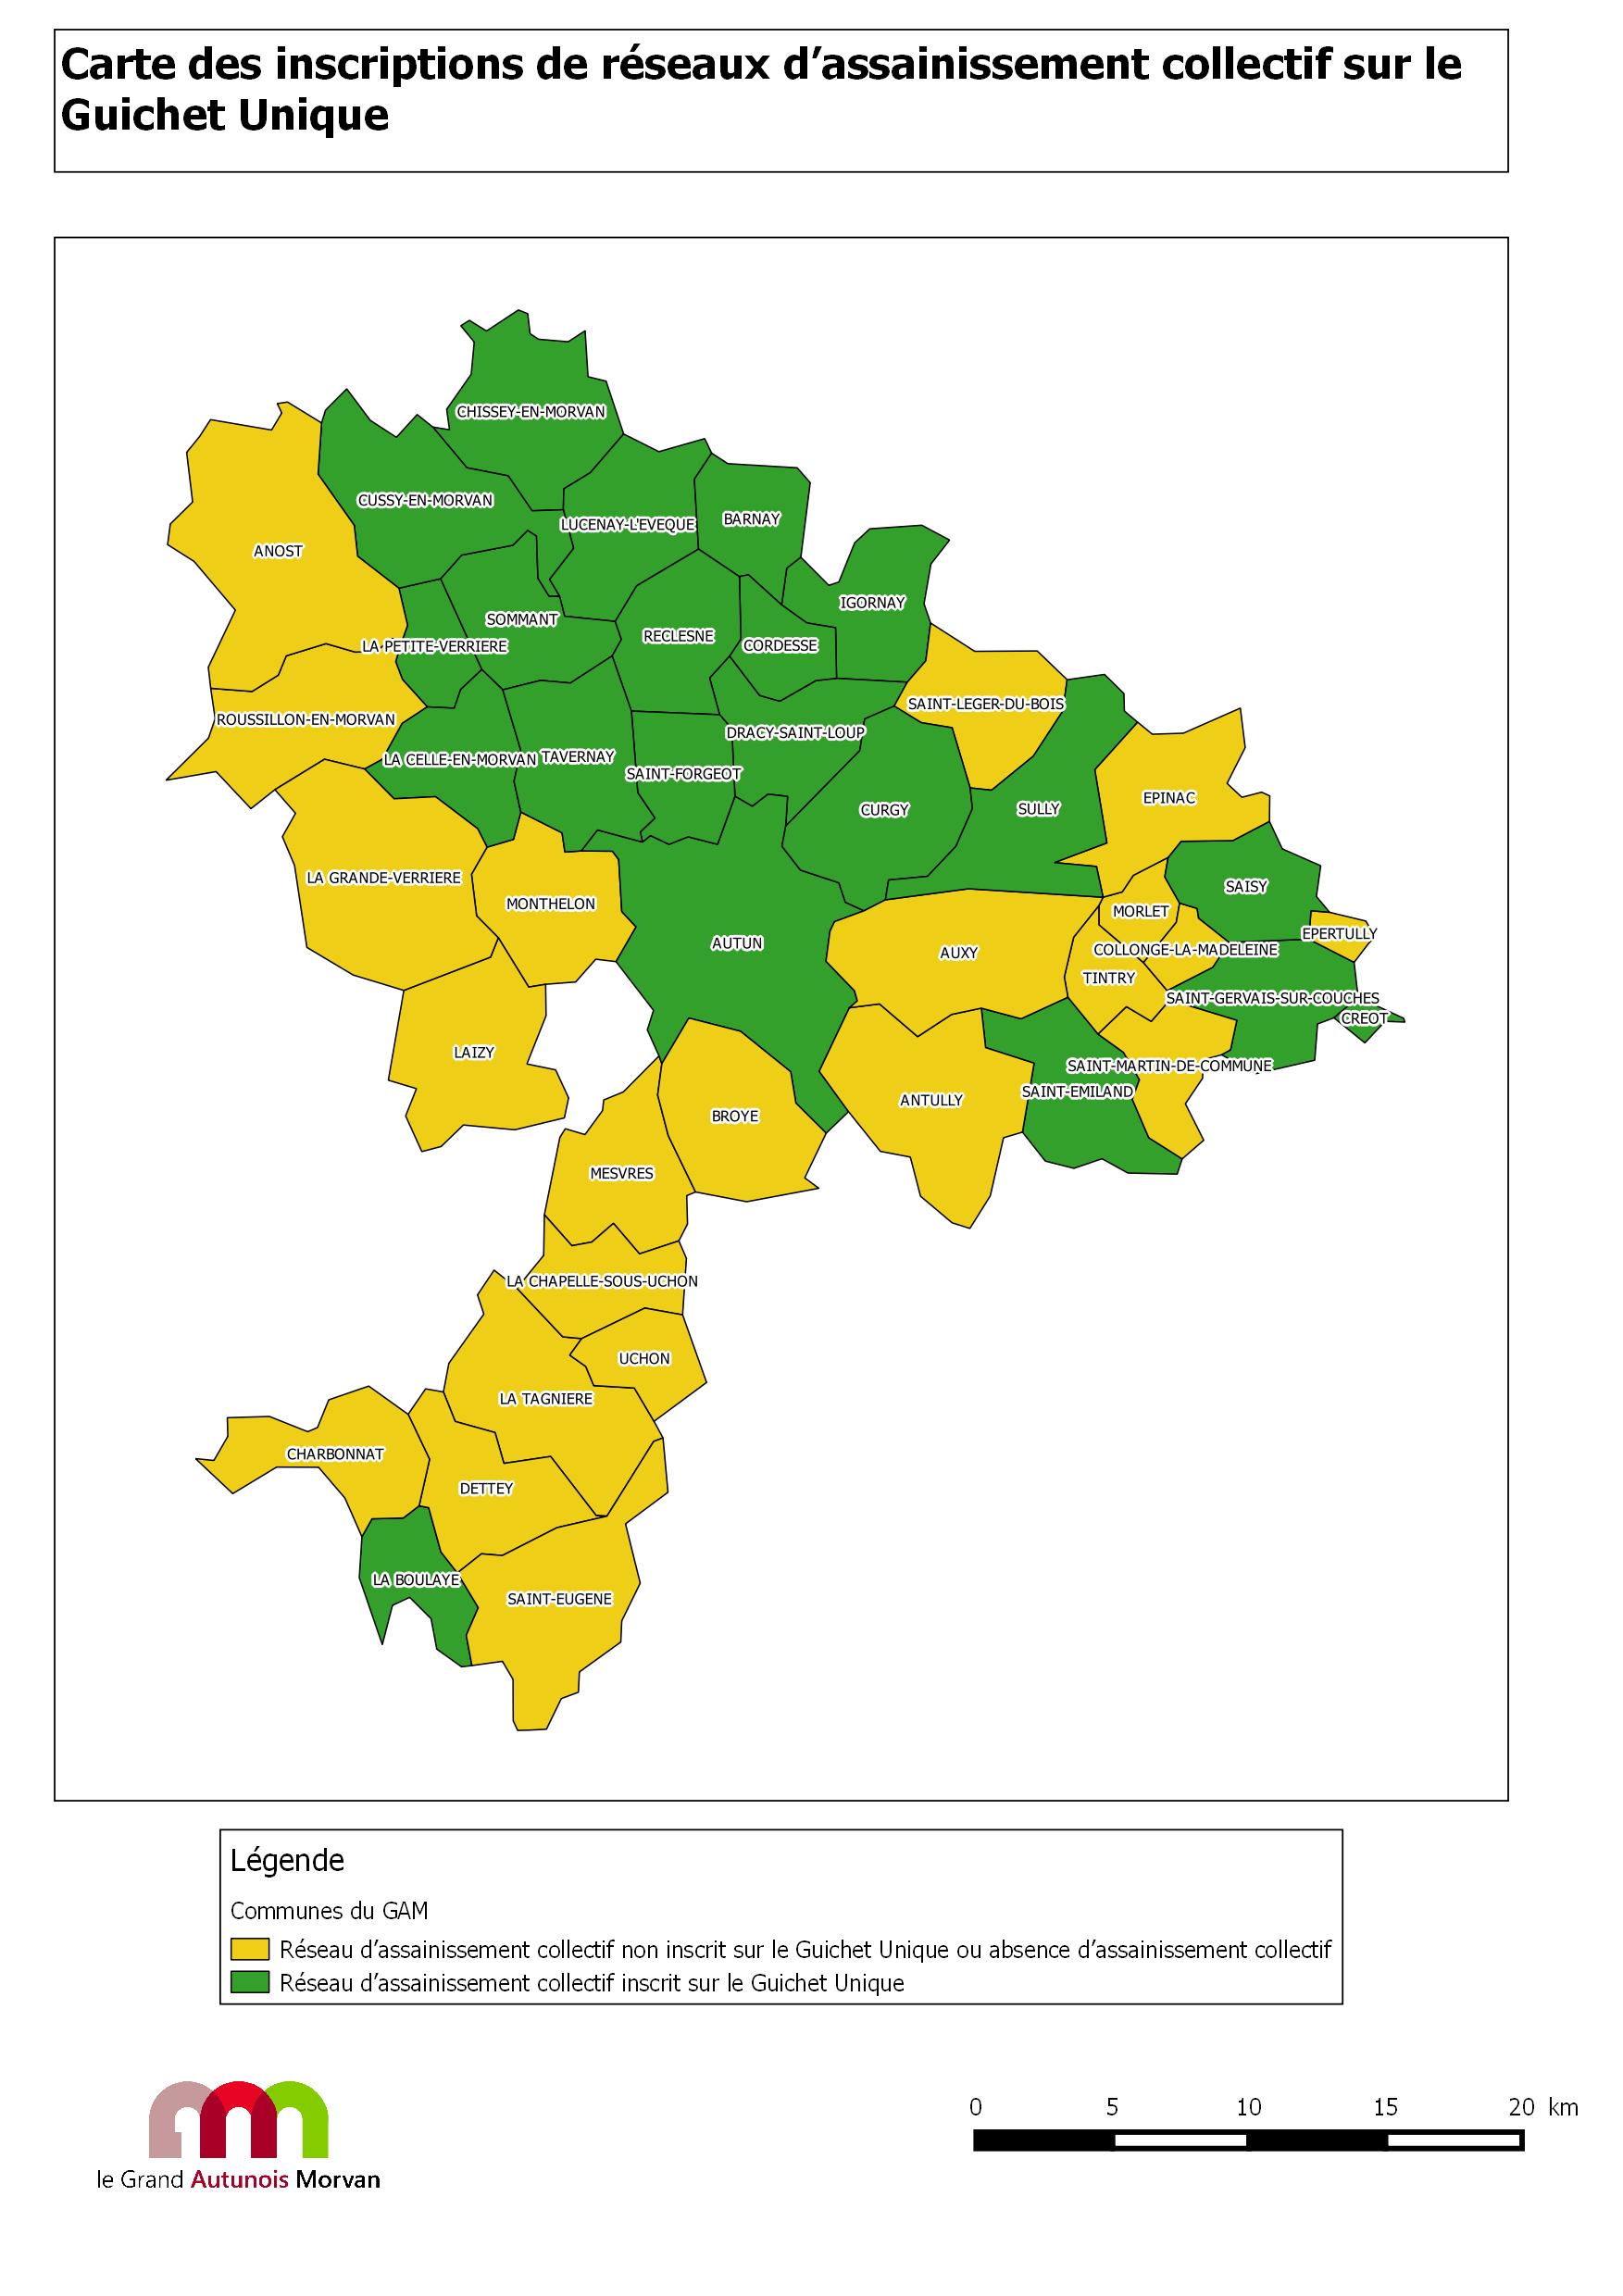 Carte des inscriptions de réseaux d’assainissement collectif sur le
Guichet Unique
CHISSEY-EN-MORVAN
CUSSY-EN-MORVAN
LUCENAY-L'EVEQUE
BARNAY
ANOST
IGORNAY
SOMMANT
RECLESNE
CORDESSE
LA PETITE-VERRIERE
SAINT-LEGER-DU-BOIS
ROUSSILLON-EN-MORVAN
DRACY-SAINT-LOUP
LA CELLE-EN-MORVAN
TAVERNAY
SAINT-FORGEOT
EPINAC
CURGY
SULLY
LA GRANDE-VERRIERE
SAISY
MONTHELON
MORLET
EPERTULLY
AUTUN
AUXY
COLLONGE-LA-MADELEINE
TINTRY
SAINT-GERVAIS-SUR-COUCHES
CREOT
LAIZY
SAINT-MARTIN-DE-COMMUNE
SAINT-EMILAND
ANTULLY
BROYE
MESVRES
LA CHAPELLE-SOUS-UCHON
UCHON
LA TAGNIERE
CHARBONNAT
DETTEY
LA BOULAYE
SAINT-EUGENE
Légende
Communes du GAM
Réseau d’assainissement collectif non inscrit sur le Guichet Unique ou absence d’assainissement collectif
Réseau d’assainissement collectif inscrit sur le Guichet Unique
0 5 10 15 20 km
le Grand Autunois Morvan